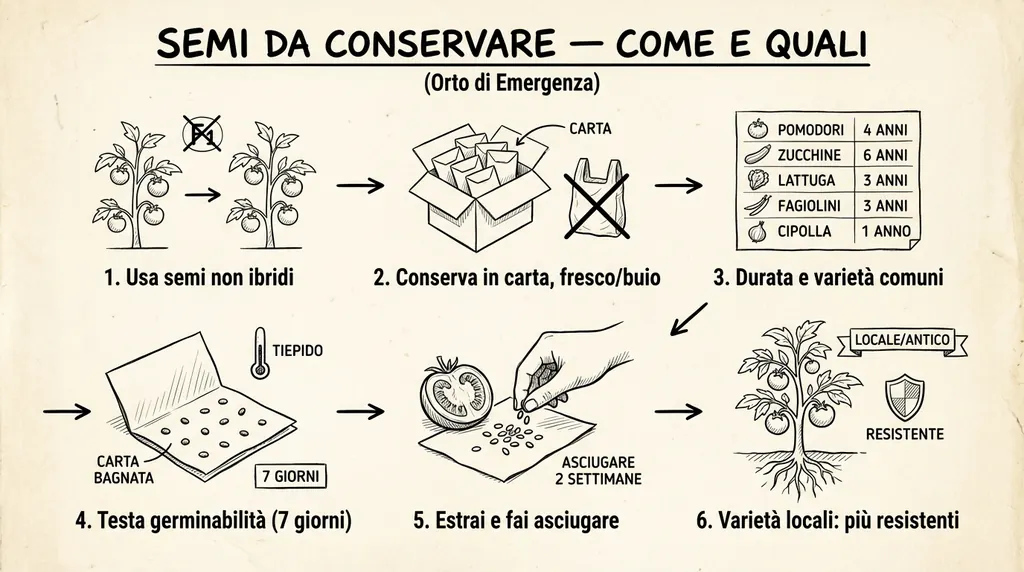 SEMI DA CONSERVARE — COME E QUALI
(Orto di Emergenza)
F1
1. Usa semi non ibridi
CARTA
2. Conserva in carta, fresco/buio
POMODORI 4 ANNI
ZUCCHINE 6 ANNI
LATTUGA 3 ANNI
FAGIOLINI 3 ANNI
CIPOLLA 1 ANNO
3. Durata e varietà comuni
TIEPIDO
CARTA
BAGNATA
7 GIORNI
4. Testa germinabilità (7 giorni)
ASCIUGARE
2 SETTIMANE
5. Estrai e fai asciugare
LOCALE/ANTICO
RESISTENTE
6. Varietà locali: più resistenti